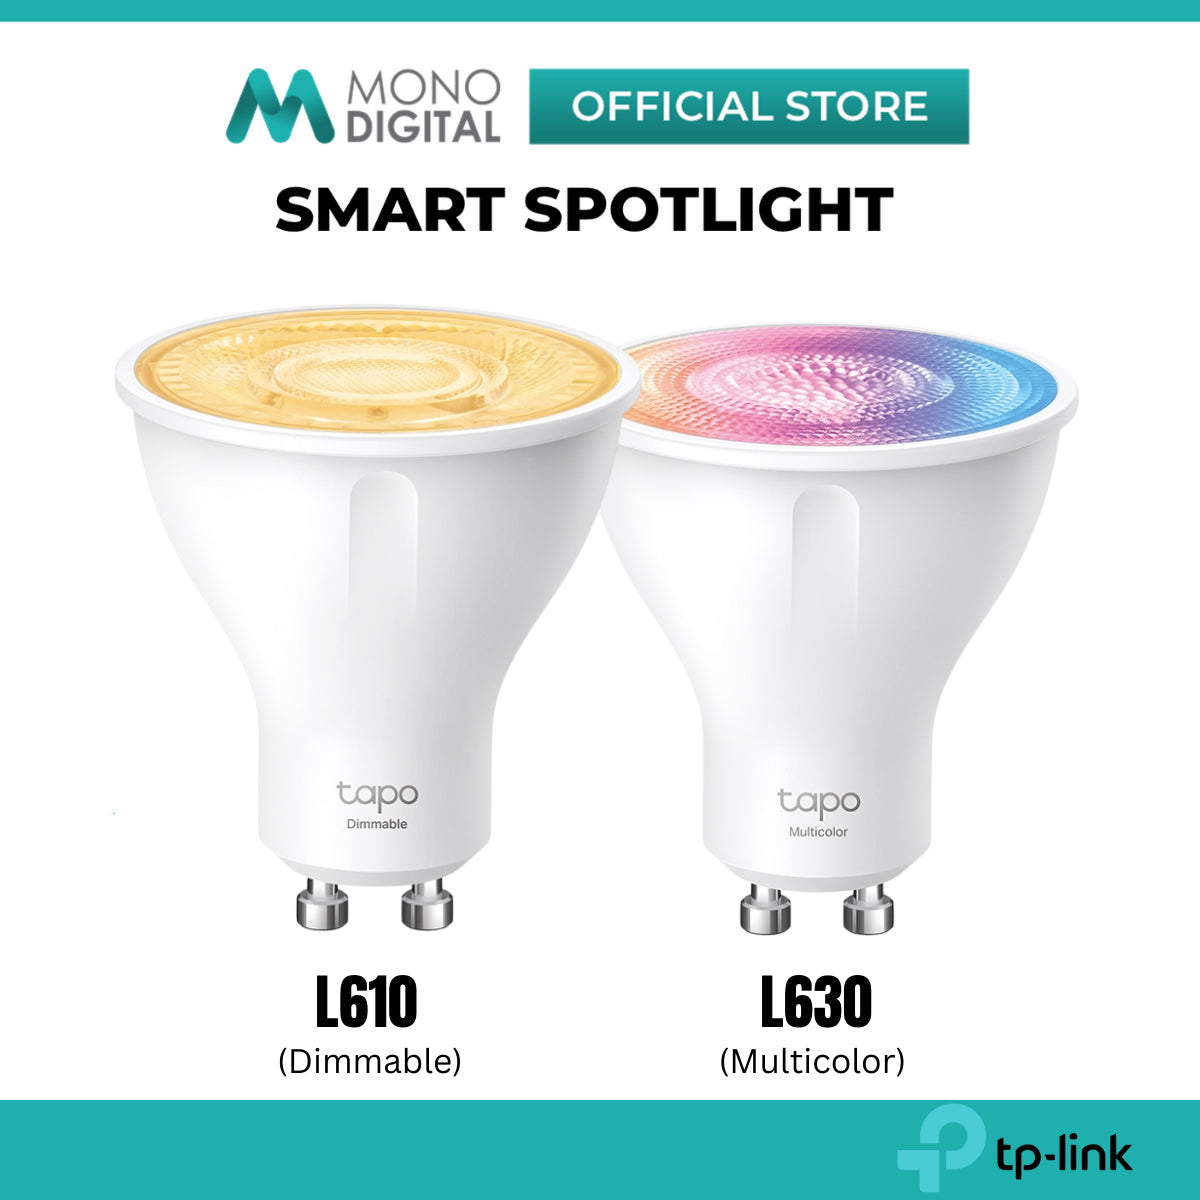 MONO
DIGITAL
OFFICIAL STORE
SMART SPOTLIGHT
tapo
Dimmable
tapo
Multicolor
L610
(Dimmable)
L630
(Multicolor)
tp-link